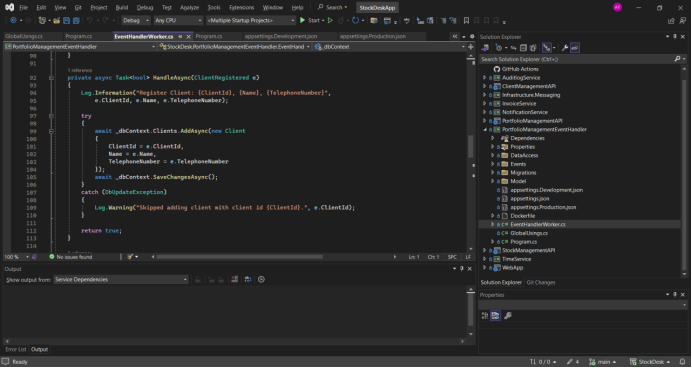 File Edit View Git Project Build Debug Test Analyze Tools Extensions Window Help Search StockDeskApp
Debug Any CPU <Multiple Startup Projects> Start
GlobalUsings.cs Program.cs EventHandlerWorker.cs Program.cs appsettings.Development.json appsettings.Production.json
PortfolioManagementEventHandler StockDesk.PortfolioManagementEventHandler.EventHand _dbContext
90 }
91
1 reference
92 private async Task<bool> HandleAsync(ClientRegistered e)
93 {
94 Log.Information("Register Client: {ClientId}, {Name}, {TelephoneNumber}",
95 e.ClientId, e.Name, e.TelephoneNumber);
96
97 try
98 {
99 await _dbContext.Clients.AddAsync(new Client
100 {
101 ClientId = e.ClientId,
102 Name = e.Name,
103 TelephoneNumber = e.TelephoneNumber
104 });
105 await _dbContext.SaveChangesAsync();
106 }
107 catch (DbUpdateException)
108 {
109 Log.Warning("Skipped adding client with client id {ClientId}.", e.ClientId);
110 }
111
112 return true;
113 }
114
100 % No issues found Ln: 1 Ch: 1 SPC LF
Output
Show output from: Service Dependencies
Error List Output
Solution Explorer
Search Solution Explorer (Ctrl+;)
GitHub Actions
AuditingService
ClientManagementAPI
Infrastructure.Messaging
InvoiceService
NotificationService
PortfolioManagementAPI
PortfolioManagementEventHandler
Dependencies
Properties
DataAccess
Events
Migrations
Model
appsettings.Development.json
appsettings.json
appsettings.Production.json
Dockerfile
C# EventHandlerWorker.cs
C# GlobalUsings.cs
C# Program.cs
StockManagementAPI
TimeService
WebApp
Solution Explorer Git Changes
Properties
Ready 0 / 0 4 main StockDesk